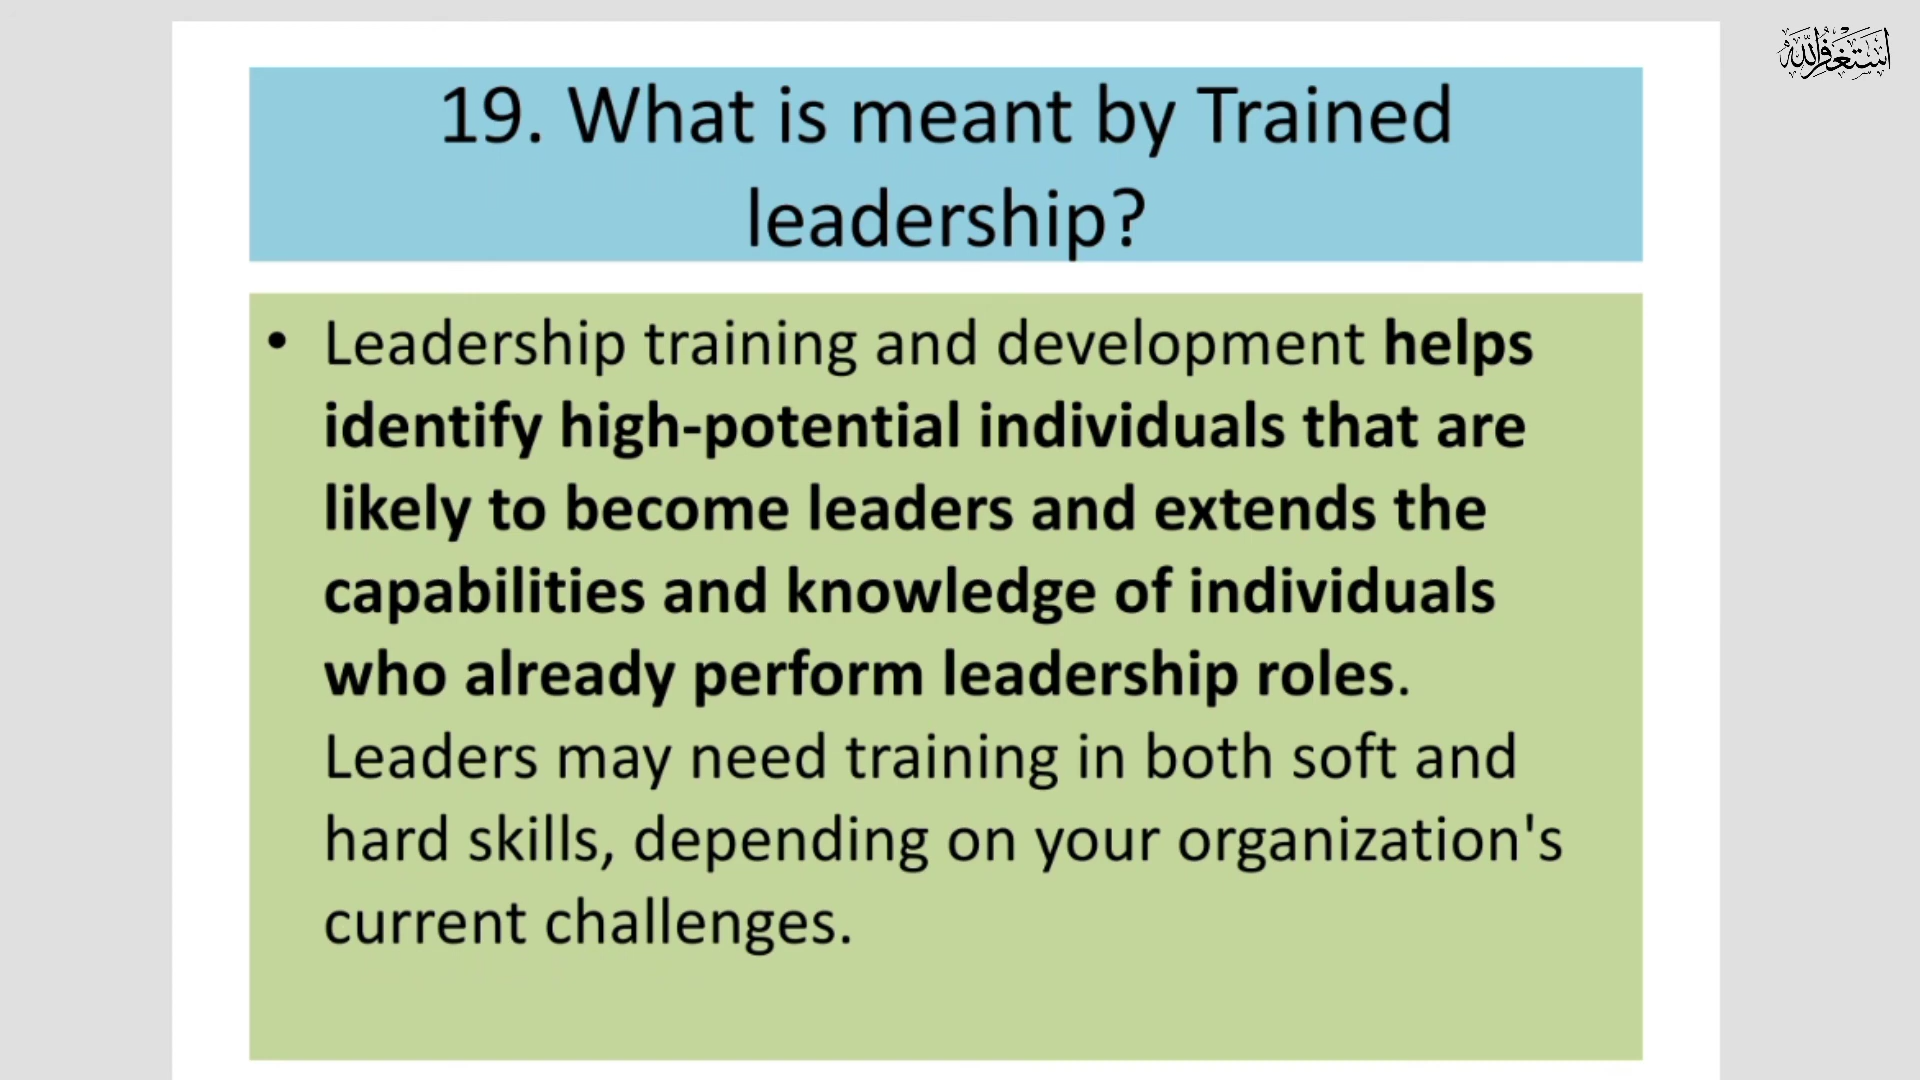 استغفر الله
19. What is meant by Trained
leadership?
• Leadership training and development helps
identify high-potential individuals that are
likely to become leaders and extends the
capabilities and knowledge of individuals
who already perform leadership roles.
Leaders may need training in both soft and
hard skills, depending on your organization's
current challenges.